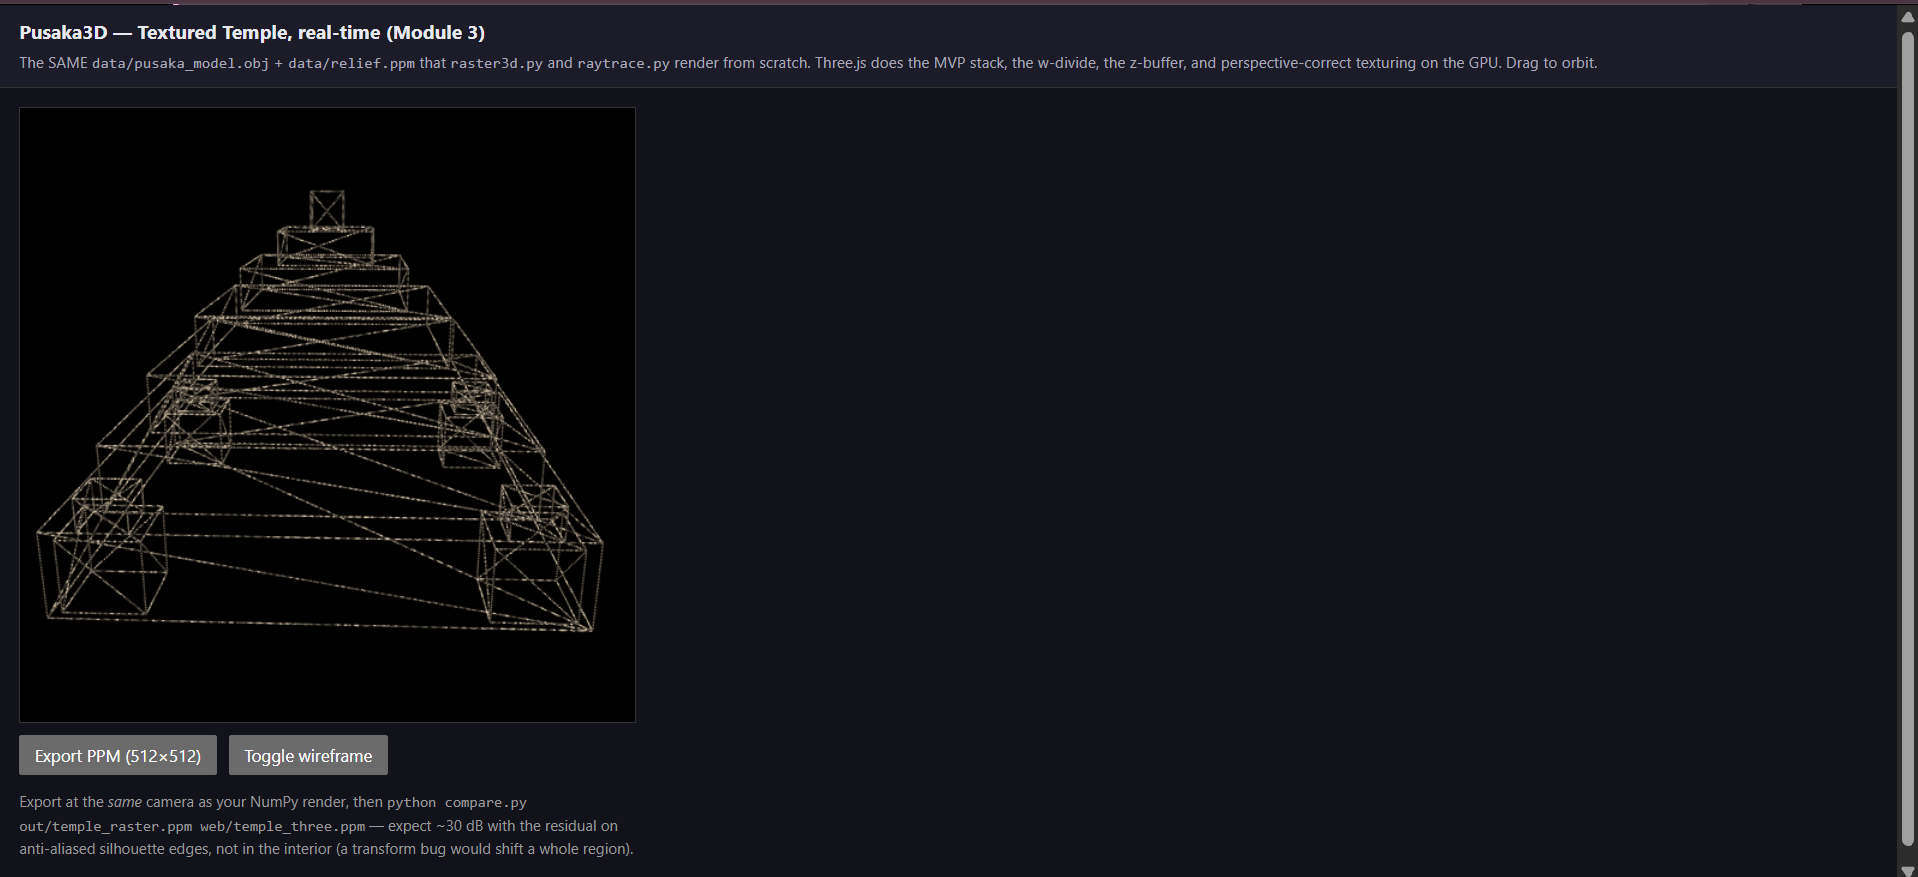 Pusaka3D — Textured Temple, real-time (Module 3)
The SAME data/pusaka_model.obj + data/relief.ppm that raster3d.py and raytrace.py render from scratch. Three.js does the MVP stack, the w-divide, the z-buffer, and perspective-correct texturing on the GPU. Drag to orbit.
Export PPM (512×512)
Toggle wireframe
Export at the same camera as your NumPy render, then python compare.py
out/temple_raster.ppm web/temple_three.ppm — expect ~30 dB with the residual on
anti-aliased silhouette edges, not in the interior (a transform bug would shift a whole region).